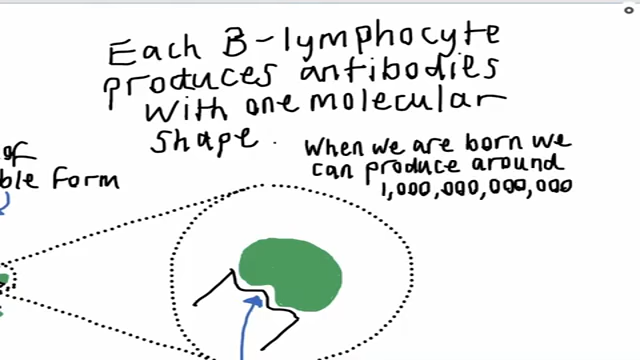 Each B-lymphocyte
produces antibodies
with one molecular
shape.
of
ble form
When we are born we
can produce around
1,000,000,000,000